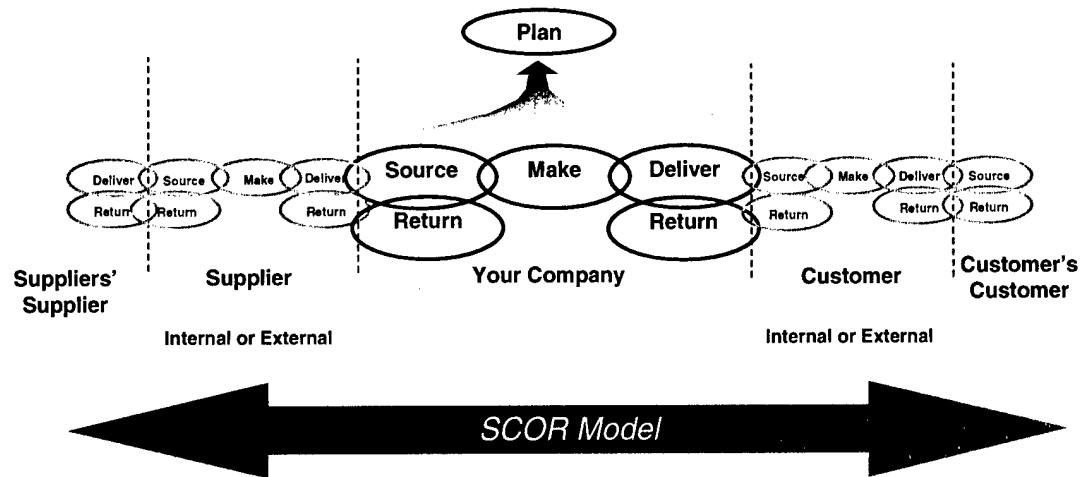 Plan
Deliver Source Make Deliver Source Make Deliver Source Make Deliver Source
Return Return Return Return Return Return Return Return
Suppliers' Supplier Your Company Customer Customer's
Supplier Customer
Internal or External Internal or External
SCOR Model